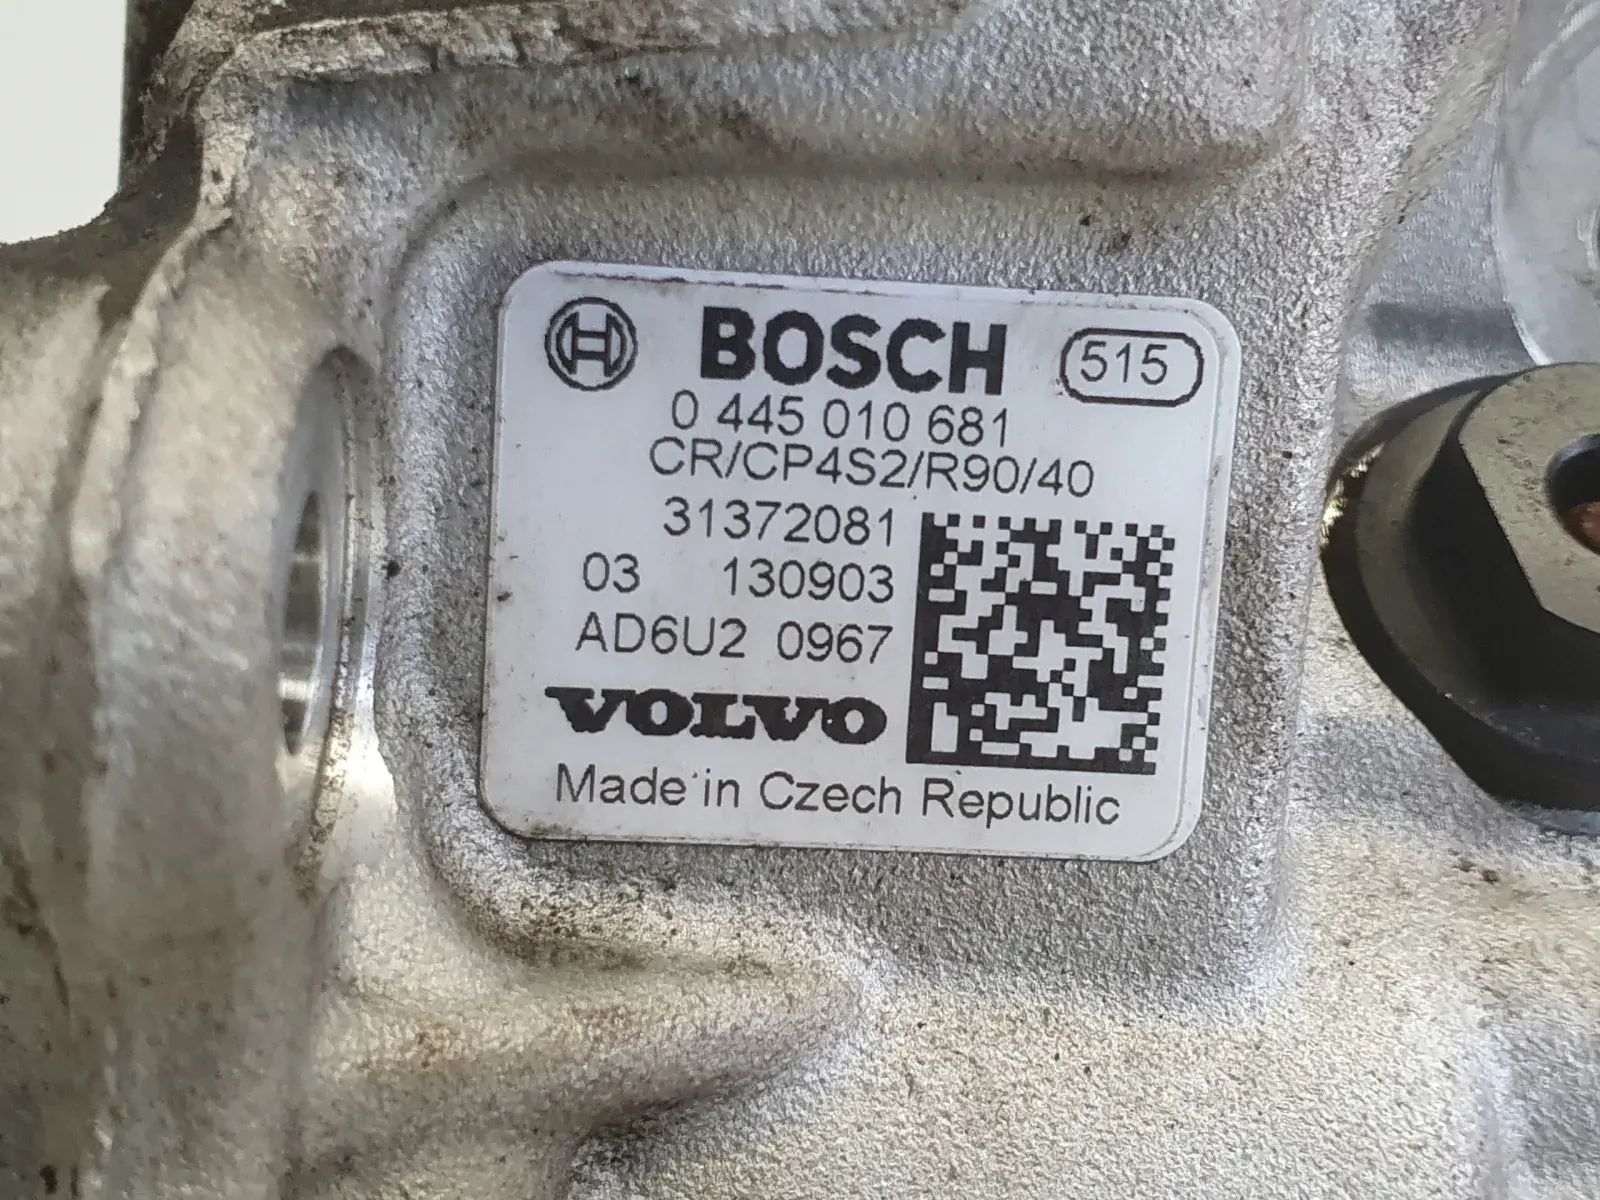 BOSCH 515
0 445 010 681
CR/CP4S2/R90/40
31372081
03 130903
AD6U2 0967
VOLVO
Made in Czech Republic